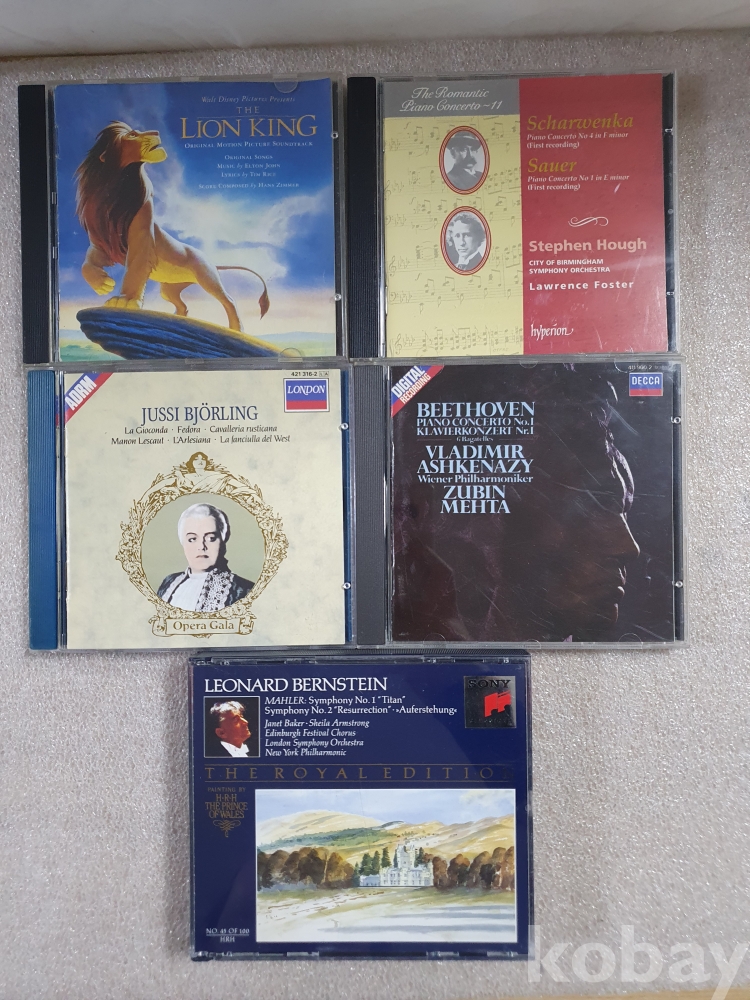 Walt Disney Pictures Presents
THE
LION KING
ORIGINAL MOTION PICTURE SOUNDTRACK
ORIGINAL SONGS
MUSIC by ELTON JOHN
LYRICS by TIM RICE
SCORE COMPOSED by HANS ZIMMER
The Romantic
Piano Concerto -11
Scharwenka
Piano Concerto No 4 in F minor
(First recording)
Sauer
Piano Concerto No 1 in E minor
(First recording)
Stephen Hough
CITY OF BIRMINGHAM
SYMPHONY ORCHESTRA
Lawrence Foster
hyperion
ADRM
421 316-2
LONDON
JUSSI BJÖRLING
La Gioconda · Fedora · Cavalleria rusticana
Manon Lescaut · L'Arlesiana · La fanciulla del West
Opera Gala
DIGITAL
RECORDING
DECCA
BEETHOVEN
PIANO CONCERTO No.1
KLAVIERKONZERT Nr.1
6 Bagatelles
VLADIMIR
ASHKENAZY
Wiener Philharmoniker
ZUBIN
MEHTA
LEONARD BERNSTEIN
MAHLER: Symphony No. 1 "Titan"
Symphony No. 2 "Resurrection" · »Auferstehung«
Janet Baker · Sheila Armstrong
Edinburgh Festival Chorus
London Symphony Orchestra
New York Philharmonic
SONY
THE ROYAL EDITION
PAINTING BY
H·R·H
THE PRINCE
OF WALES
NO. 45 OF 100
HRH
kobay